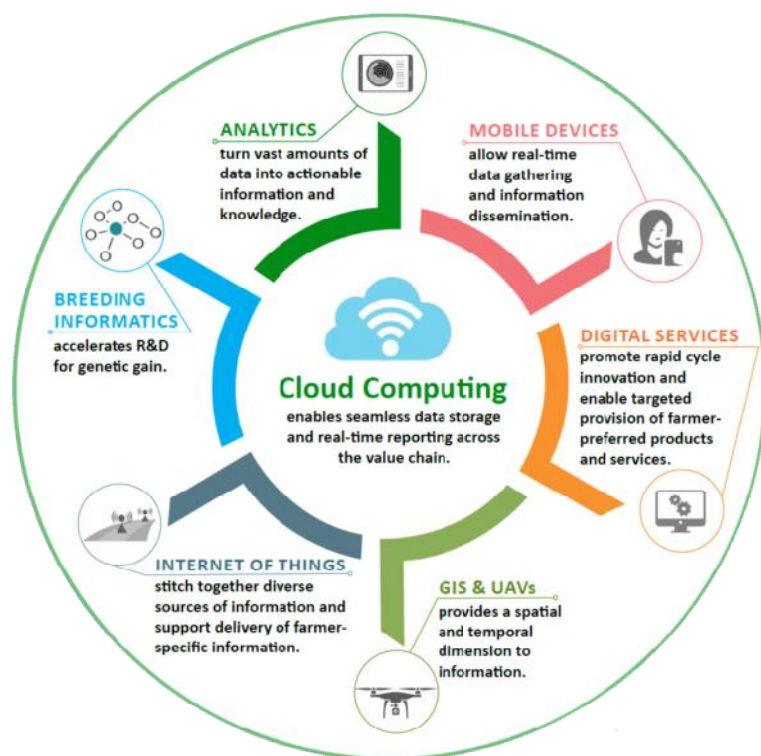 ANALYTICS
turn vast amounts of
data into actionable
information and
knowledge.
MOBILE DEVICES
allow real-time
data gathering
and information
dissemination.
BREEDING
INFORMATICS
accelerates R&D
for genetic gain.
Cloud Computing
enables seamless data storage
and real-time reporting across
the value chain.
DIGITAL SERVICES
promote rapid cycle
innovation and
enable targeted
provision of farmer-
preferred products
and services.
INTERNET OF THINGS
stitch together diverse
sources of information and
support delivery of farmer-
specific information.
GIS & UAVs
provides a spatial
and temporal
dimension to
information.